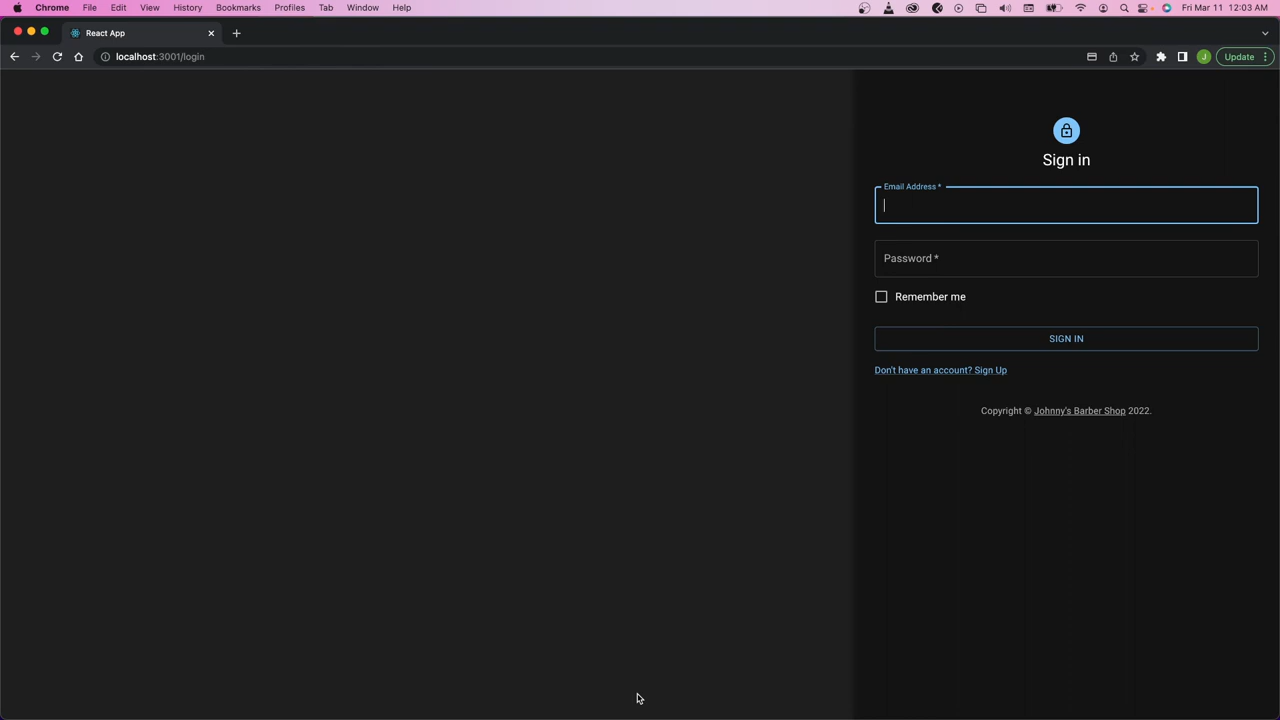 Chrome File Edit View History Bookmarks Profiles Tab Window Help Fri Mar 11 12:03 AM
React App
localhost:3001/login J Update
Sign in
Email Address *
Password *
Remember me
SIGN IN
Don't have an account? Sign Up
Copyright © Johnny's Barber Shop 2022.